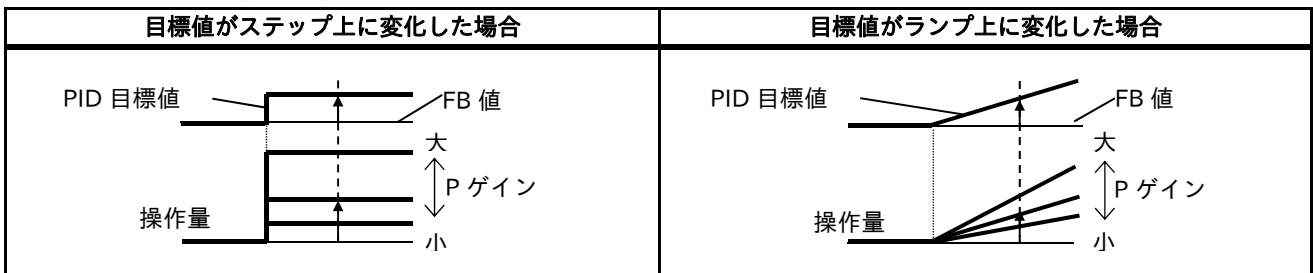 目標値がステップ上に変化した場合
目標値がランプ上に変化した場合
PID 目標値
FB 値
大
P ゲイン
操作量
小
PID 目標値
FB 値
大
P ゲイン
操作量
小